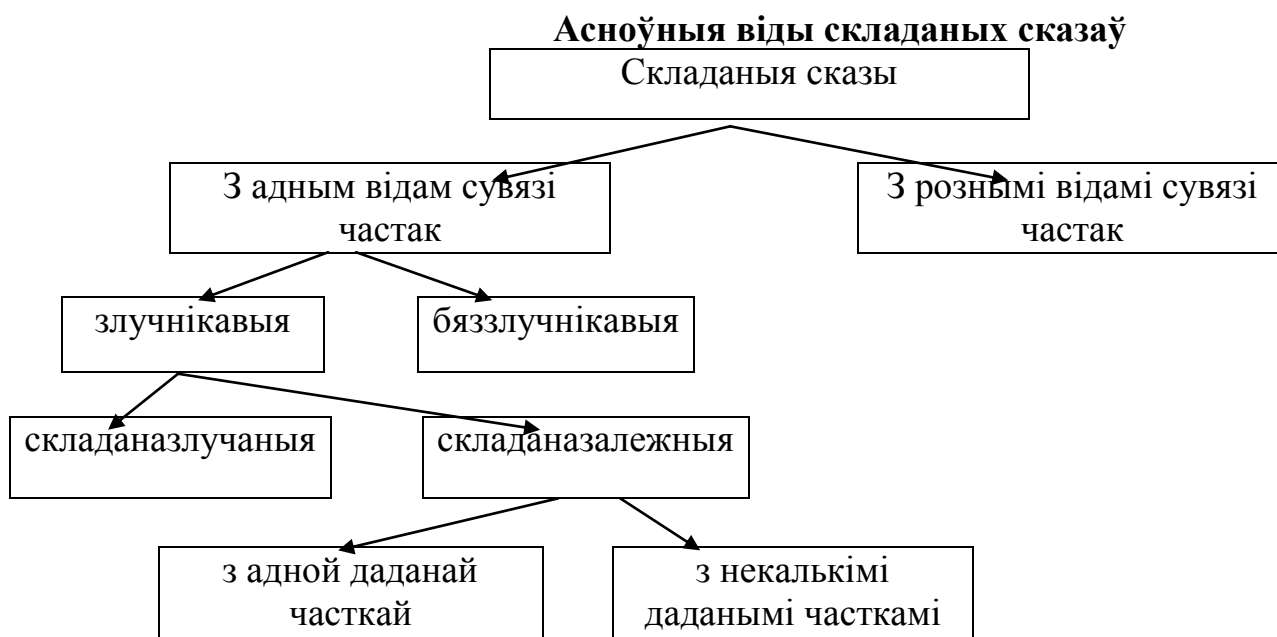 Асноўныя віды складаных сказаў
Складаныя сказы
З адным відам сувязі
частак
З рознымі відамі сувязі
частак
злучнікавыя
бяззлучнікавыя
складаназлучаныя
складаназалежныя
з адной даданай
часткай
з некалькімі
даданымі часткамі